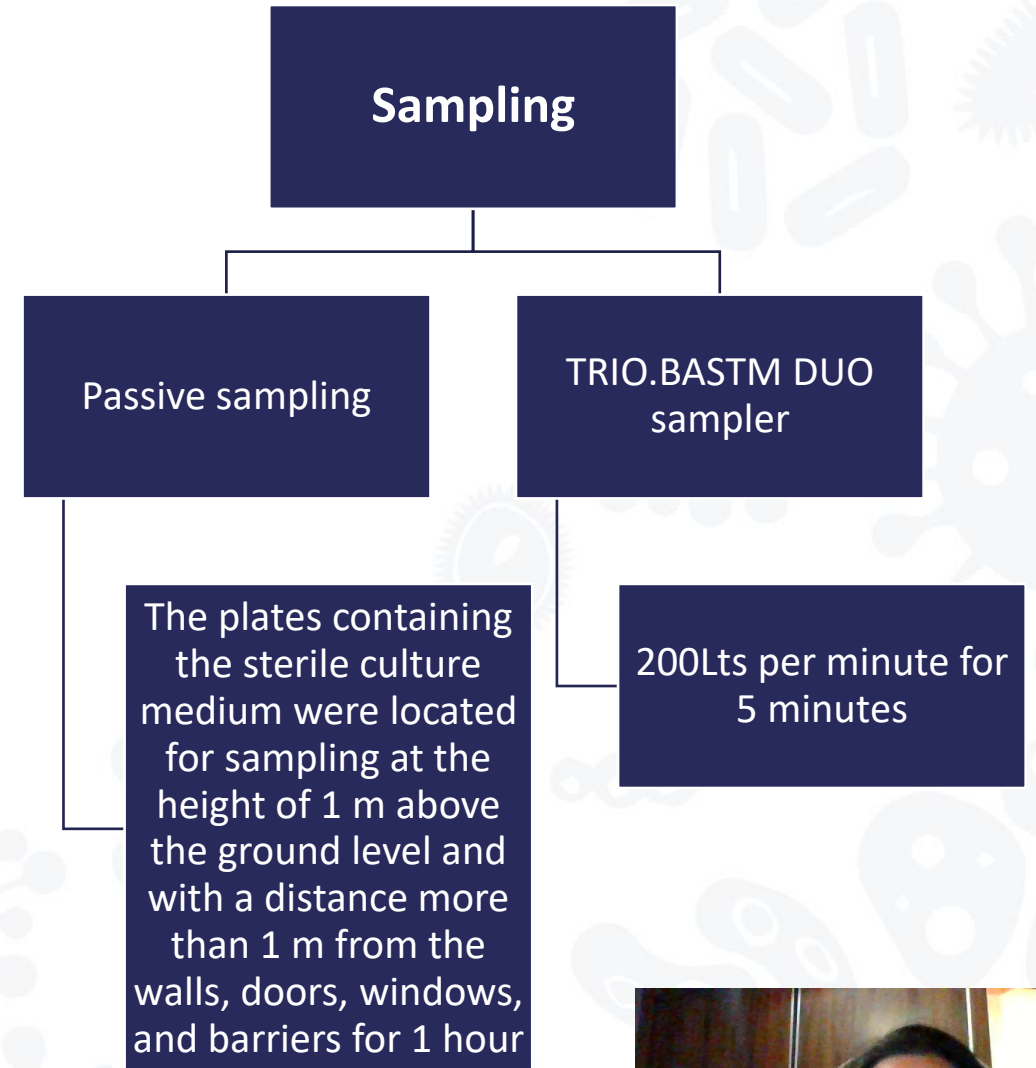 Sampling
Passive sampling
The plates containing
the sterile culture
medium were located
for sampling at the
height of 1 m above
the ground level and
with a distance more
than 1 m from the
walls, doors, windows,
and barriers for 1 hour
TRIO.BASTM DUO
sampler
200Lts per minute for
5 minutes